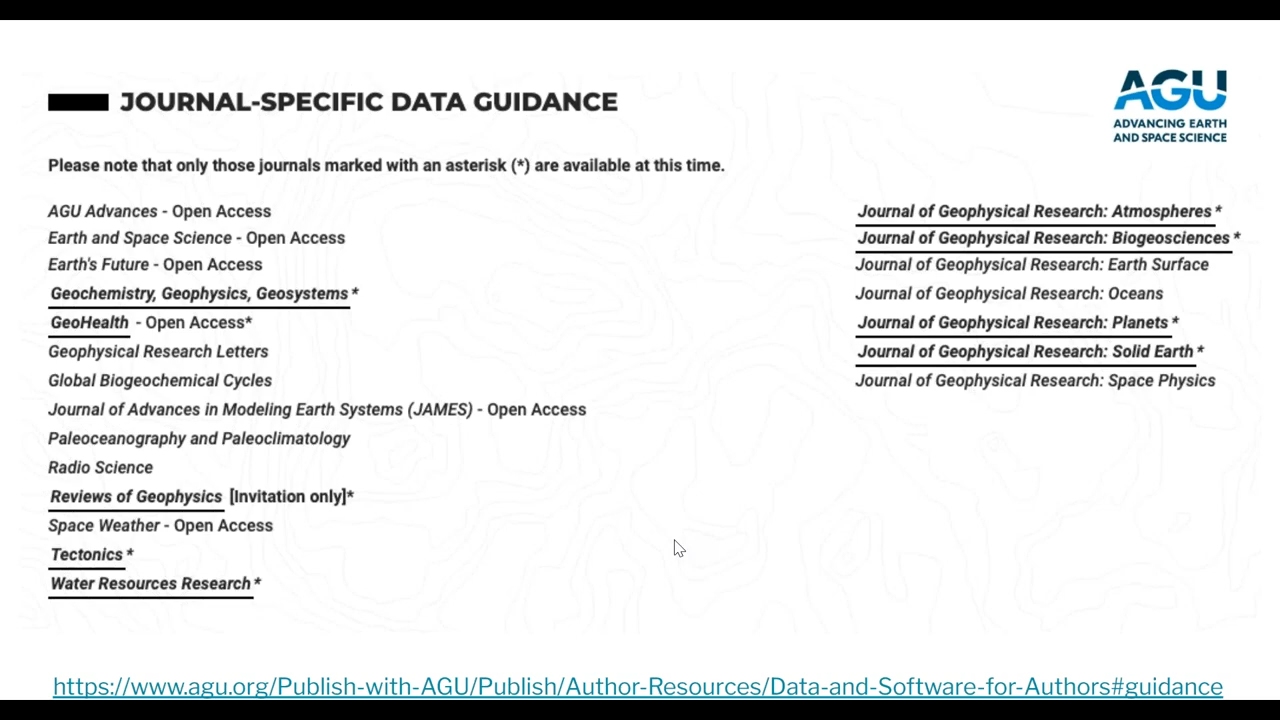 JOURNAL-SPECIFIC DATA GUIDANCE
AGU
ADVANCING EARTH
AND SPACE SCIENCE
Please note that only those journals marked with an asterisk (*) are available at this time.
AGU Advances - Open Access
Earth and Space Science - Open Access
Earth's Future - Open Access
Geochemistry, Geophysics, Geosystems *
GeoHealth - Open Access*
Geophysical Research Letters
Global Biogeochemical Cycles
Journal of Advances in Modeling Earth Systems (JAMES) - Open Access
Paleoceanography and Paleoclimatology
Radio Science
Reviews of Geophysics [Invitation only]*
Space Weather - Open Access
Tectonics *
Water Resources Research *
Journal of Geophysical Research: Atmospheres *
Journal of Geophysical Research: Biogeosciences *
Journal of Geophysical Research: Earth Surface
Journal of Geophysical Research: Oceans
Journal of Geophysical Research: Planets *
Journal of Geophysical Research: Solid Earth *
Journal of Geophysical Research: Space Physics
https://www.agu.org/Publish-with-AGU/Publish/Author-Resources/Data-and-Software-for-Authors#guidance